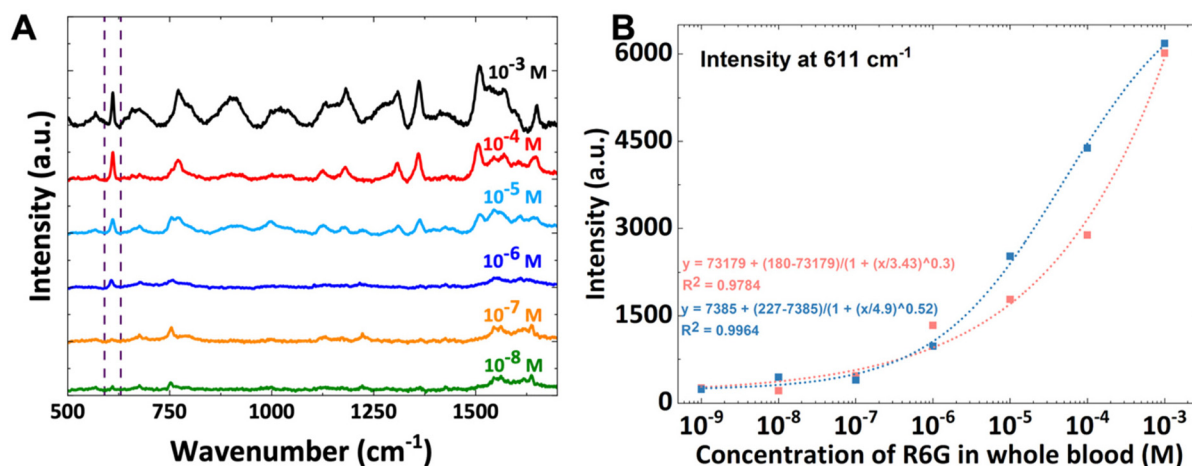 A
10⁻³ M
10⁻⁴ M
10⁻⁵ M
10⁻⁶ M
10⁻⁷ M
10⁻⁸ M
Intensity (a.u.)
500 750 1000 1250 1500
Wavenumber (cm⁻¹)
B
Intensity at 611 cm⁻¹
6000
4500
3000
1500
0
Intensity (a.u.)
y = 73179 + (180-73179)/(1 + (x/3.43)^0.3)
R² = 0.9784
y = 7385 + (227-7385)/(1 + (x/4.9)^0.52)
R² = 0.9964
10⁻⁹ 10⁻⁸ 10⁻⁷ 10⁻⁶ 10⁻⁵ 10⁻⁴ 10⁻³
Concentration of R6G in whole blood (M)